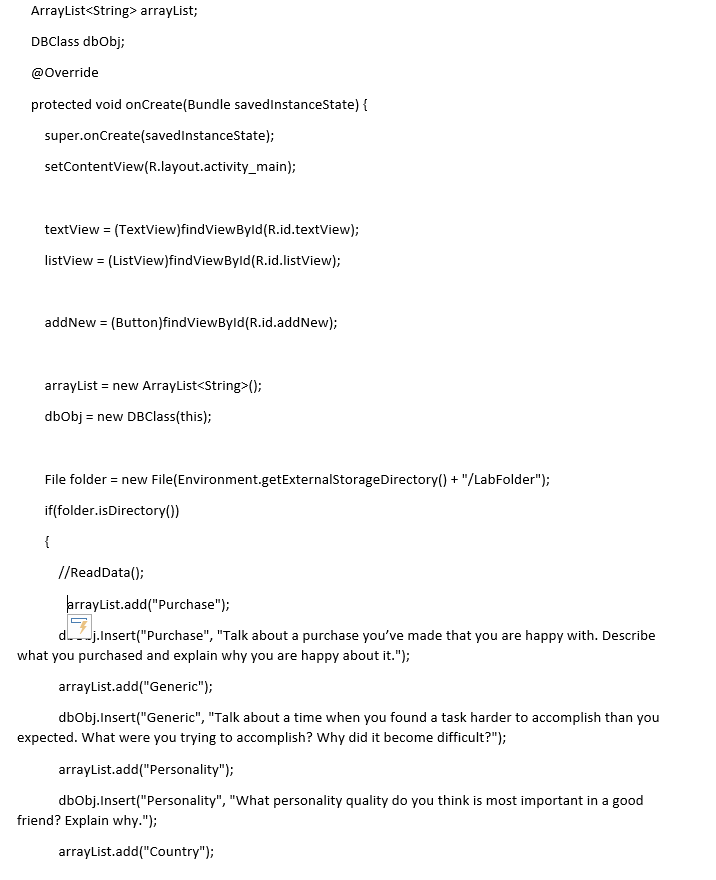 ArrayList<String> arrayList;
DBClass dbObj;
@Override
protected void onCreate(Bundle savedInstanceState) {
super.onCreate(savedInstanceState);
setContentView(R.layout.activity_main);
textView = (TextView)findViewById(R.id.textView);
listView = (ListView)findViewById(R.id.listView);
addNew = (Button)findViewById(R.id.addNew);
arrayList = new ArrayList<String>();
dbObj = new DBClass(this);
File folder = new File(Environment.getExternalStorageDirectory() + "/LabFolder");
if(folder.isDirectory())
{
//ReadData();
arrayList.add("Purchase");
j.Insert("Purchase", "Talk about a purchase you’ve made that you are happy with. Describe
what you purchased and explain why you are happy about it.");
arrayList.add("Generic");
dbObj.Insert("Generic", "Talk about a time when you found a task harder to accomplish than you
expected. What were you trying to accomplish? Why did it become difficult?");
arrayList.add("Personality");
dbObj.Insert("Personality", "What personality quality do you think is most important in a good
friend? Explain why.");
arrayList.add("Country");